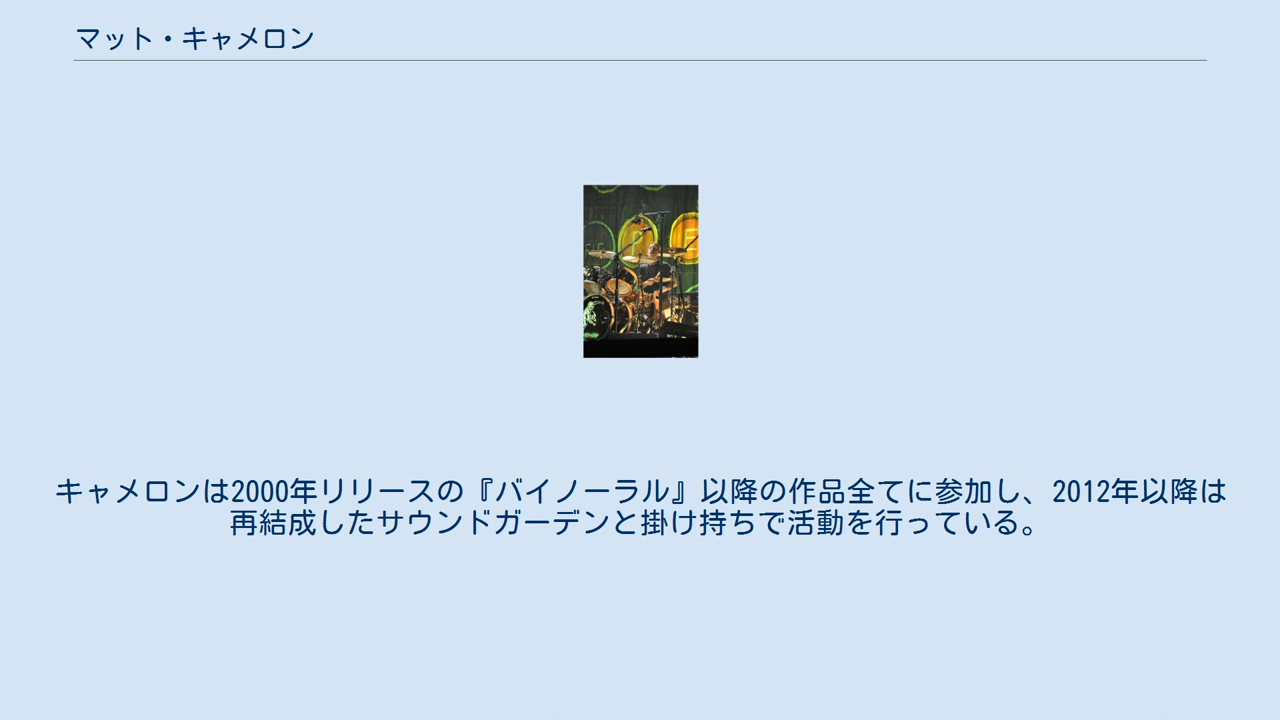 マット・キャメロン
キャメロンは2000年リリースの『バイノーラル』以降の作品全てに参加し、2012年以降は
再結成したサウンドガーデンと掛け持ちで活動を行っている。